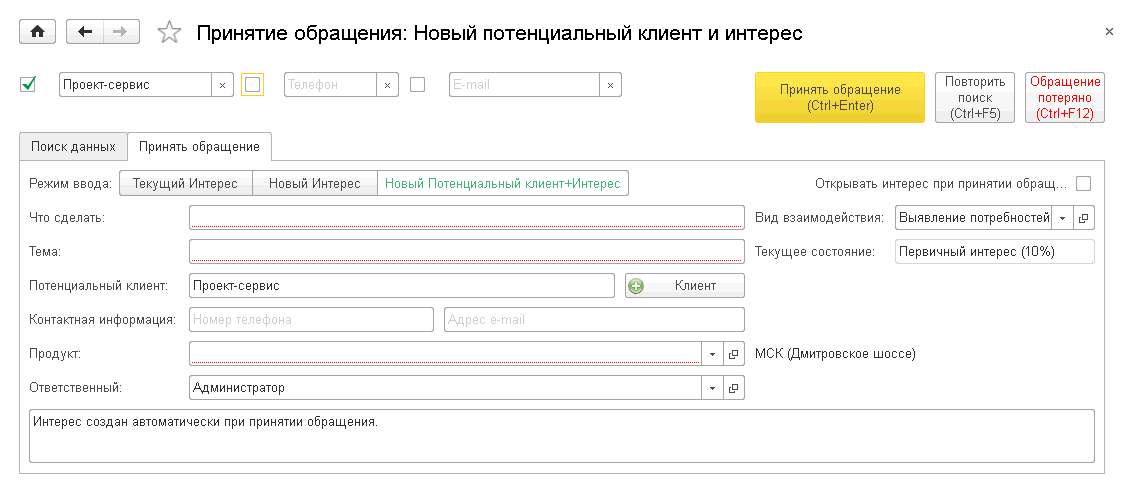 Принятие обращения: Новый потенциальный клиент и интерес
Проект-сервис Телефон E-mail
Принять обращение (Ctrl+Enter)
Повторить поиск (Ctrl+F5)
Обращение потеряно (Ctrl+F12)
Поиск данных Принять обращение
Режим ввода: Текущий Интерес Новый Интерес Новый Потенциальный клиент+Интерес Открывать интерес при принятии обращ...
Что сделать: Вид взаимодействия: Выявление потребностей
Тема: Текущее состояние: Первичный интерес (10%)
Потенциальный клиент: Проект-сервис Клиент
Контактная информация: Номер телефона Адрес e-mail
Продукт: МСК (Дмитровское шоссе)
Ответственный: Администратор
Интерес создан автоматически при принятии обращения.